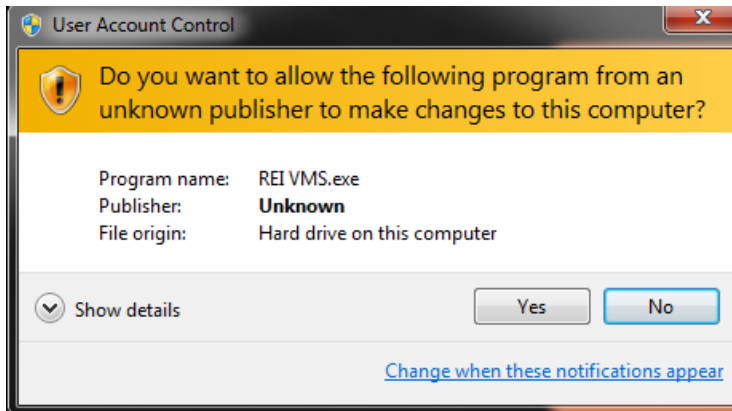 User Account Control
Do you want to allow the following program from an
unknown publisher to make changes to this computer?
Program name: REI VMS.exe
Publisher: Unknown
File origin: Hard drive on this computer
Show details
Yes No
Change when these notifications appear